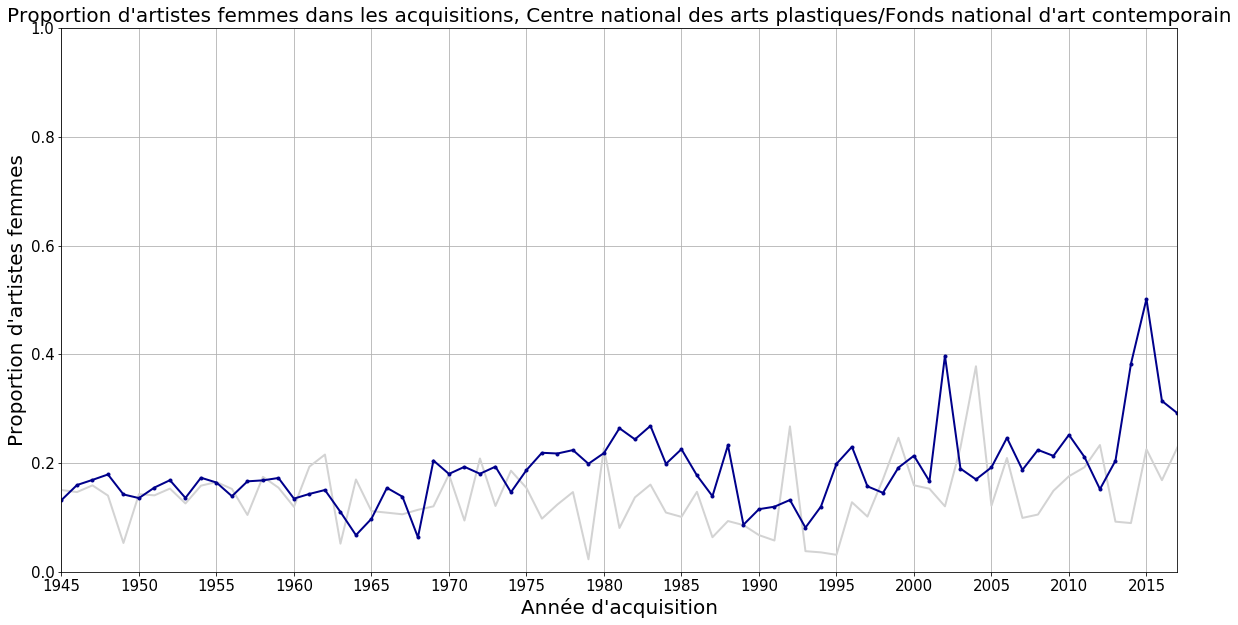 Proportion d'artistes femmes dans les acquisitions, Centre national des arts plastiques/Fonds national d'art contemporain
1.0
0.8
0.6
0.4
0.2
0.0
Proportion d'artistes femmes
1945 1950 1955 1960 1965 1970 1975 1980 1985 1990 1995 2000 2005 2010 2015
Année d'acquisition